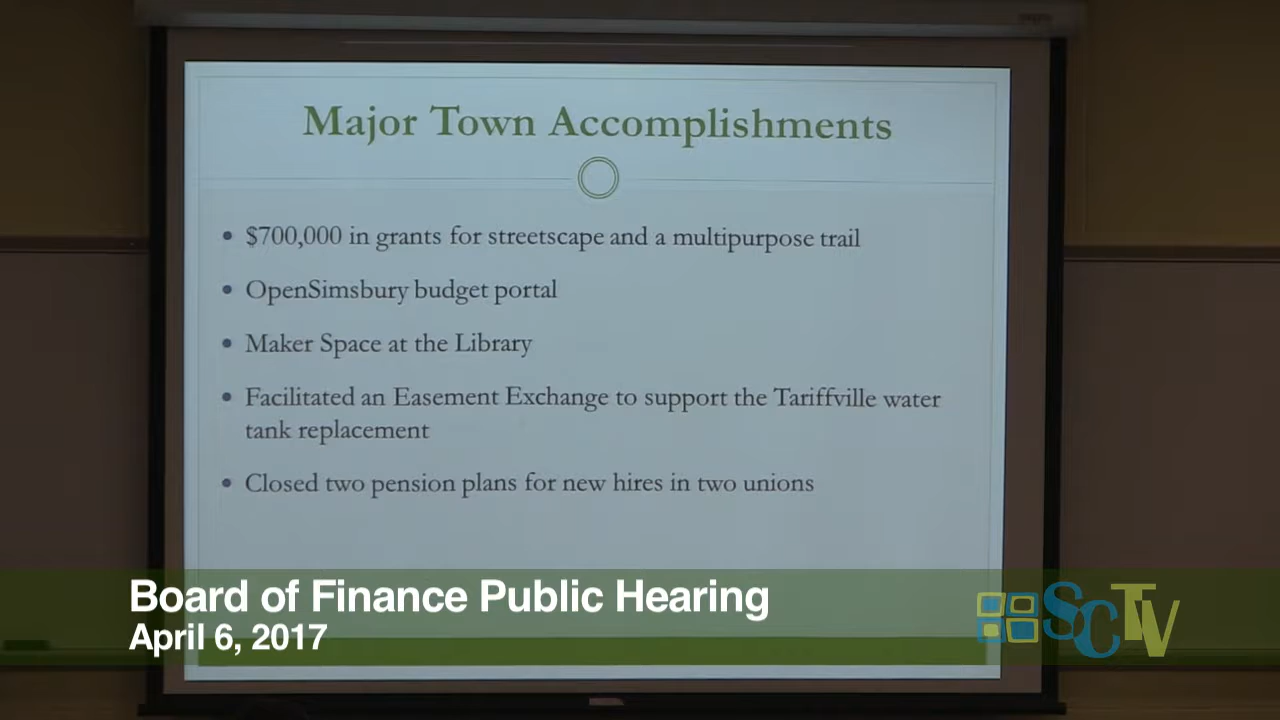 Major Town Accomplishments
• $700,000 in grants for streetscape and a multipurpose trail
• OpenSimsbury budget portal
• Maker Space at the Library
• Facilitated an Easement Exchange to support the Tariffville water
tank replacement
• Closed two pension plans for new hires in two unions
Board of Finance Public Hearing
April 6, 2017
SCTV